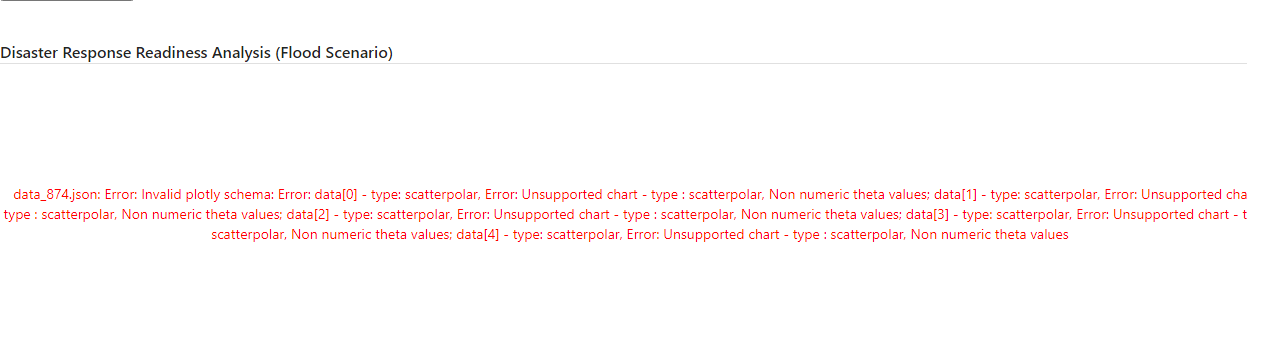 Disaster Response Readiness Analysis (Flood Scenario)
data_874.json: Error: Invalid plotly schema: Error: data[0] - type: scatterpolar, Error: Unsupported chart - type : scatterpolar, Non numeric theta values; data[1] - type: scatterpolar, Error: Unsupported cha
type : scatterpolar, Non numeric theta values; data[2] - type: scatterpolar, Error: Unsupported chart - type : scatterpolar, Non numeric theta values; data[3] - type: scatterpolar, Error: Unsupported chart - t
scatterpolar, Non numeric theta values; data[4] - type: scatterpolar, Error: Unsupported chart - type : scatterpolar, Non numeric theta values